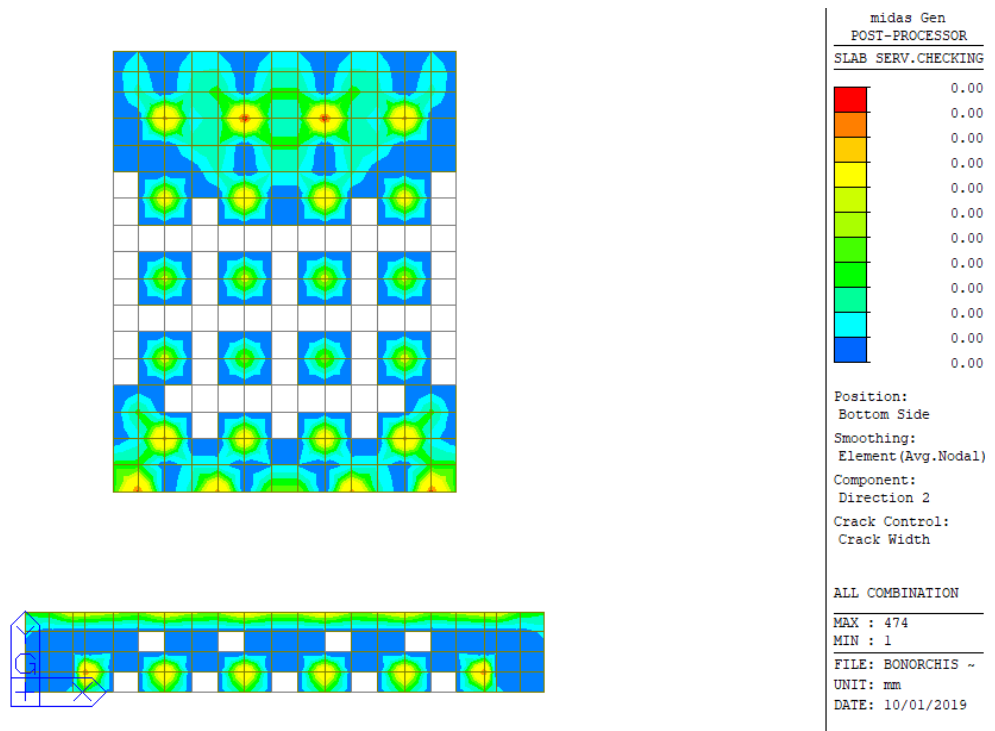 midas Gen
POST-PROCESSOR
SLAB SERV.CHECKING
0.00
0.00
0.00
0.00
0.00
0.00
0.00
0.00
0.00
0.00
0.00
0.00
Position:
Bottom Side
Smoothing:
Element(Avg.Nodal)
Component:
Direction 2
Crack Control:
Crack Width
ALL COMBINATION
MAX : 474
MIN : 1
FILE: BONORCHIS ~
UNIT: mm
DATE: 10/01/2019
Y
G
X